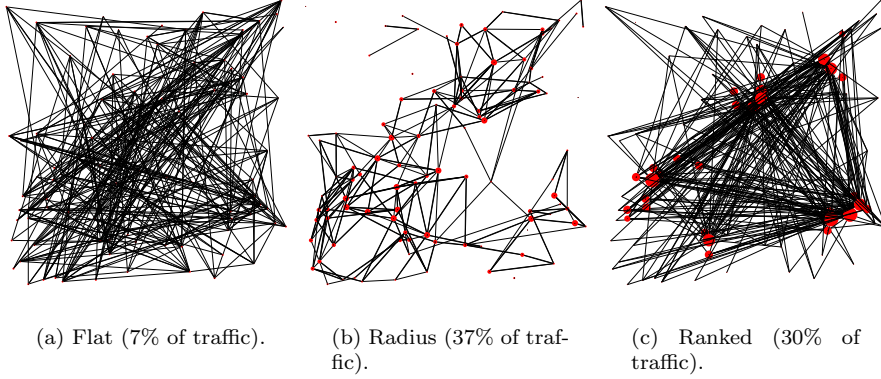 (a) Flat (7% of traffic).
(b) Radius (37% of traf-
fic).
(c) Ranked (30% of
traffic).